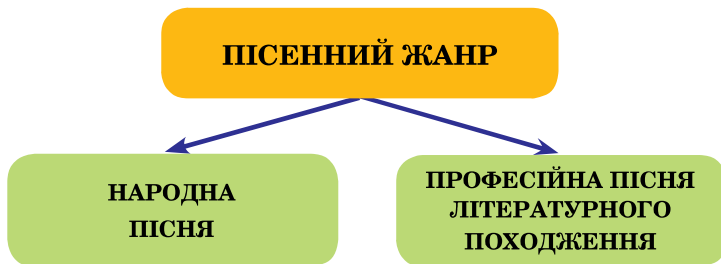 ПІСЕННИЙ ЖАНР
НАРОДНА
ПІСНЯ
ПРОФЕСІЙНА ПІСНЯ
ЛІТЕРАТУРНОГО
ПОХОДЖЕННЯ